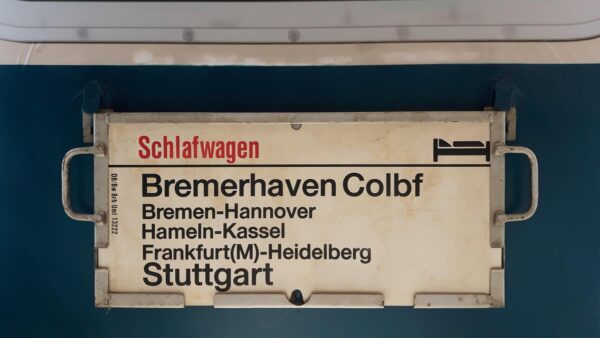 Schlafwagen
Bremerhaven Colbf
Bremen-Hannover
Hameln-Kassel
Frankfurt(M)-Heidelberg
Stuttgart